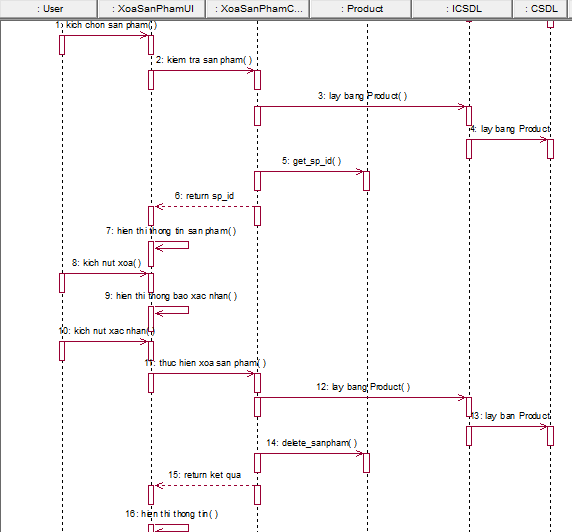 : User
: XoaSanPhamUI
: XoaSanPhamC...
: Product
: ICSDL
: CSDL
1: kich chon san pham( )
2: kiem tra san pham( )
3: lay bang Product( )
4: lay bang Product
5: get_sp_id( )
6: return sp_id
7: hien thi thong tin san pham( )
8: kich nut xoa( )
9: hien thi thong bao xac nhan( )
10: kich nut xac nhan( )
11: thuc hien xoa san pham( )
12: lay bang Product( )
13: lay ban Product
14: delete_sanpham( )
15: return ket qua
16: hien thi thong tin( )